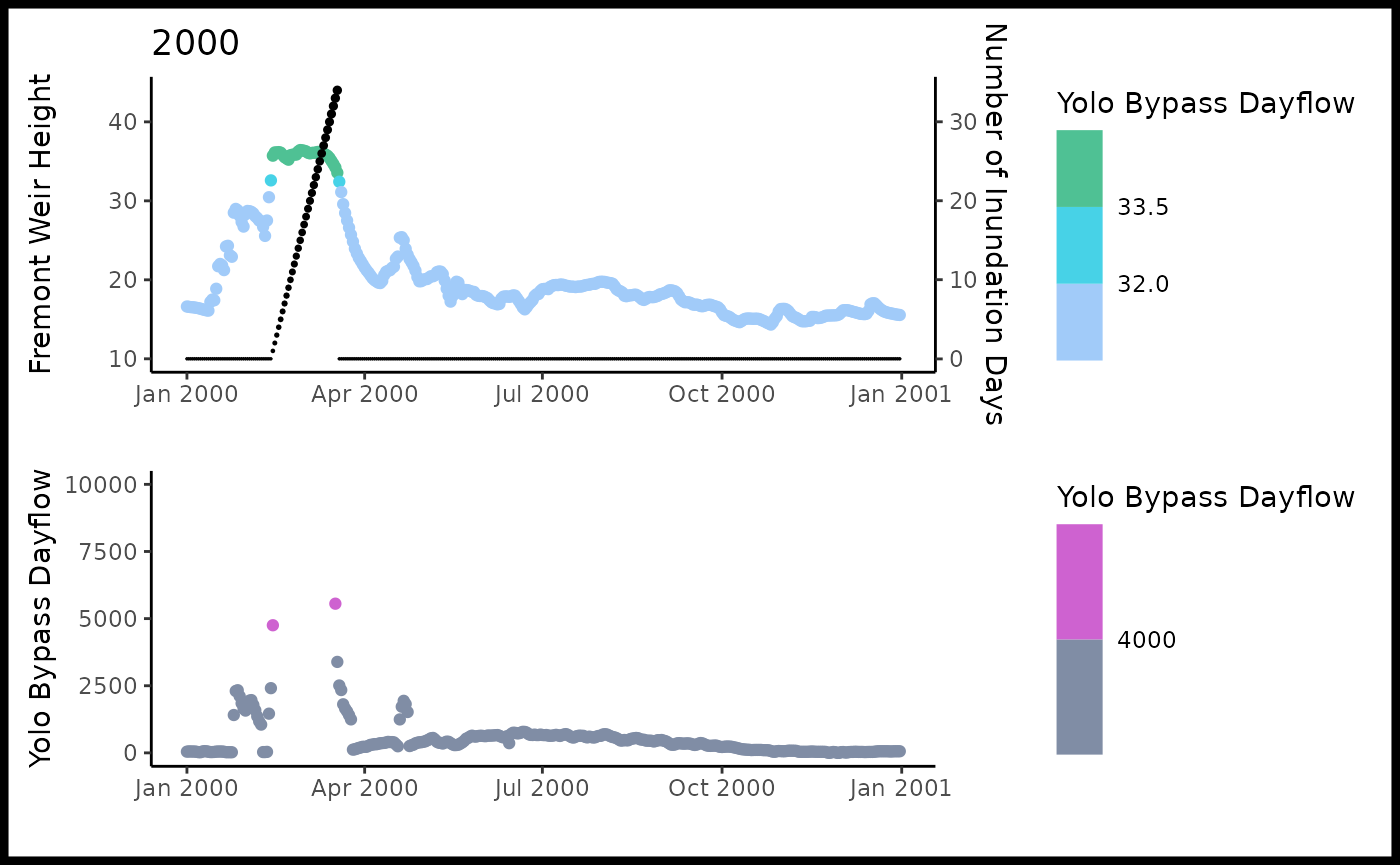 2000
Fremont Weir Height
40
30
20
10
Number of Inundation Days
30
20
10
0
Jan 2000 Apr 2000 Jul 2000 Oct 2000 Jan 2001
Yolo Bypass Dayflow
33.5
32.0
Yolo Bypass Dayflow
10000
7500
5000
2500
0
Jan 2000 Apr 2000 Jul 2000 Oct 2000 Jan 2001
Yolo Bypass Dayflow
4000